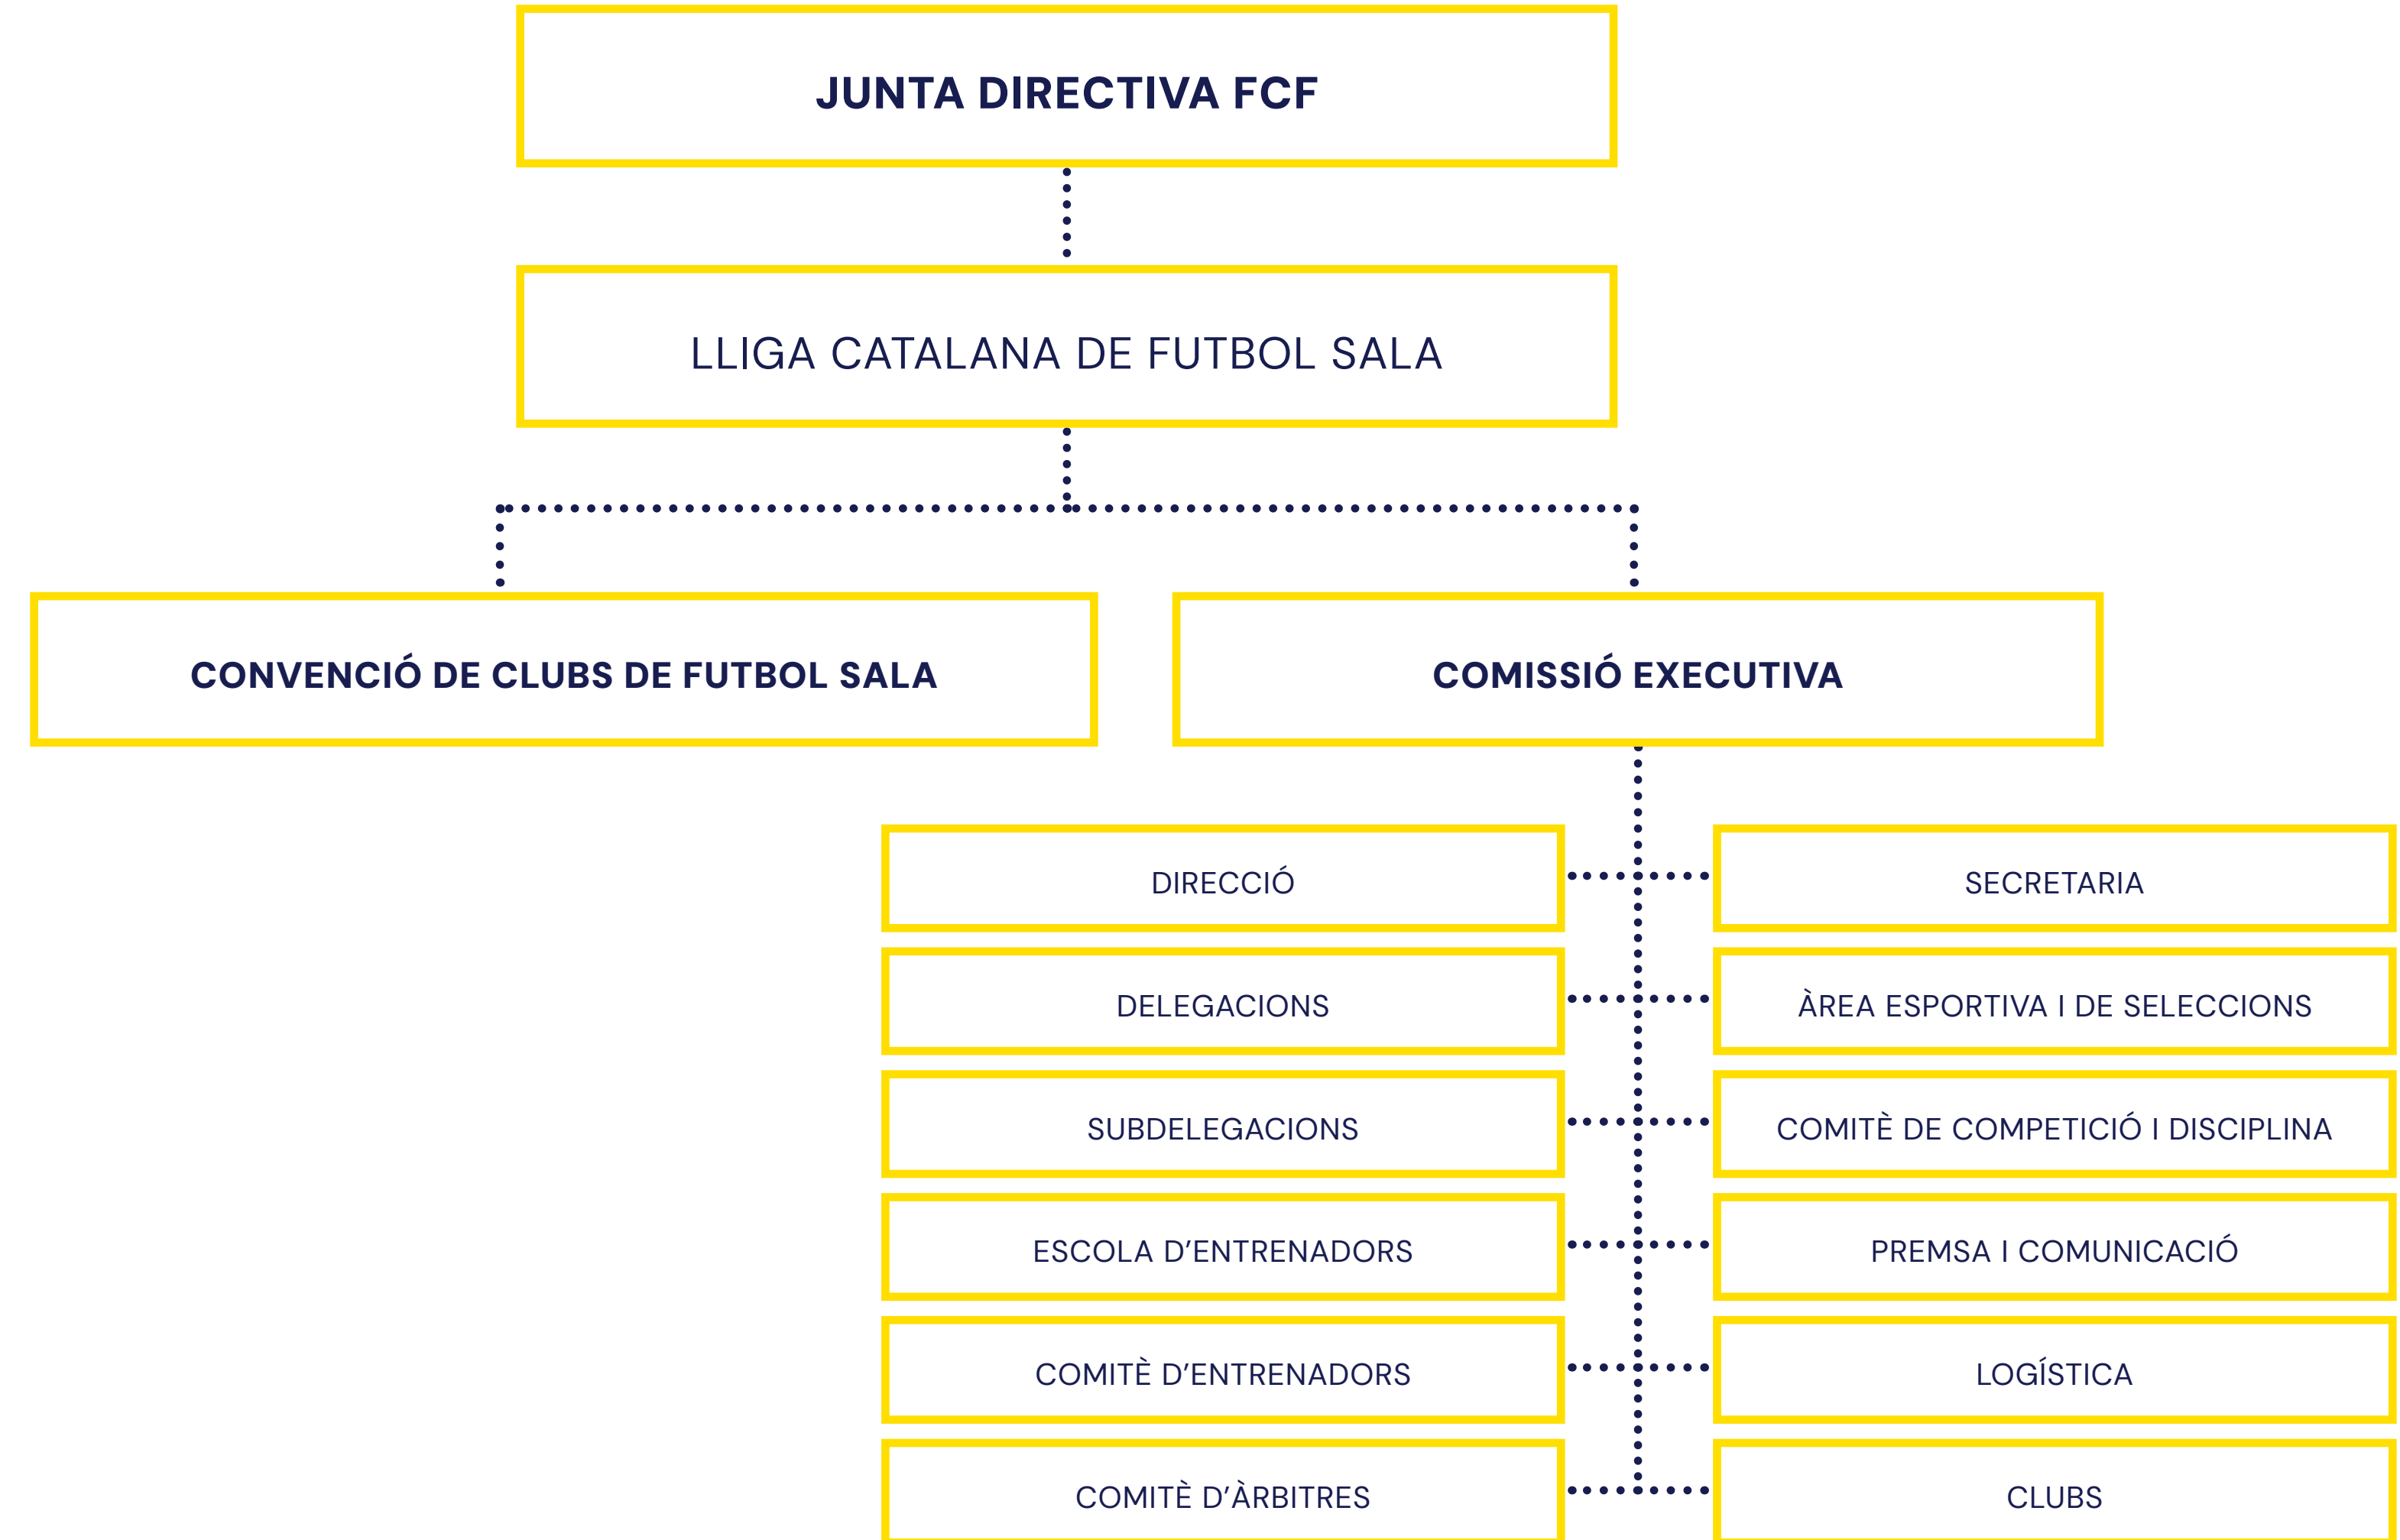 JUNTA DIRECTIVA FCF
LLIGA CATALANA DE FUTBOL SALA
CONVENCIÓ DE CLUBS DE FUTBOL SALA
COMISSIÓ EXECUTIVA
DIRECCIÓ
SECRETARIA
DELEGACIONS
ÀREA ESPORTIVA I DE SELECCIONS
SUBDELEGACIONS
COMITÈ DE COMPETICIÓ I DISCIPLINA
ESCOLA D’ENTRENADORS
PREMSA I COMUNICACIÓ
COMITÈ D’ENTRENADORS
LOGÍSTICA
COMITÈ D’ÀRBITRES
CLUBS